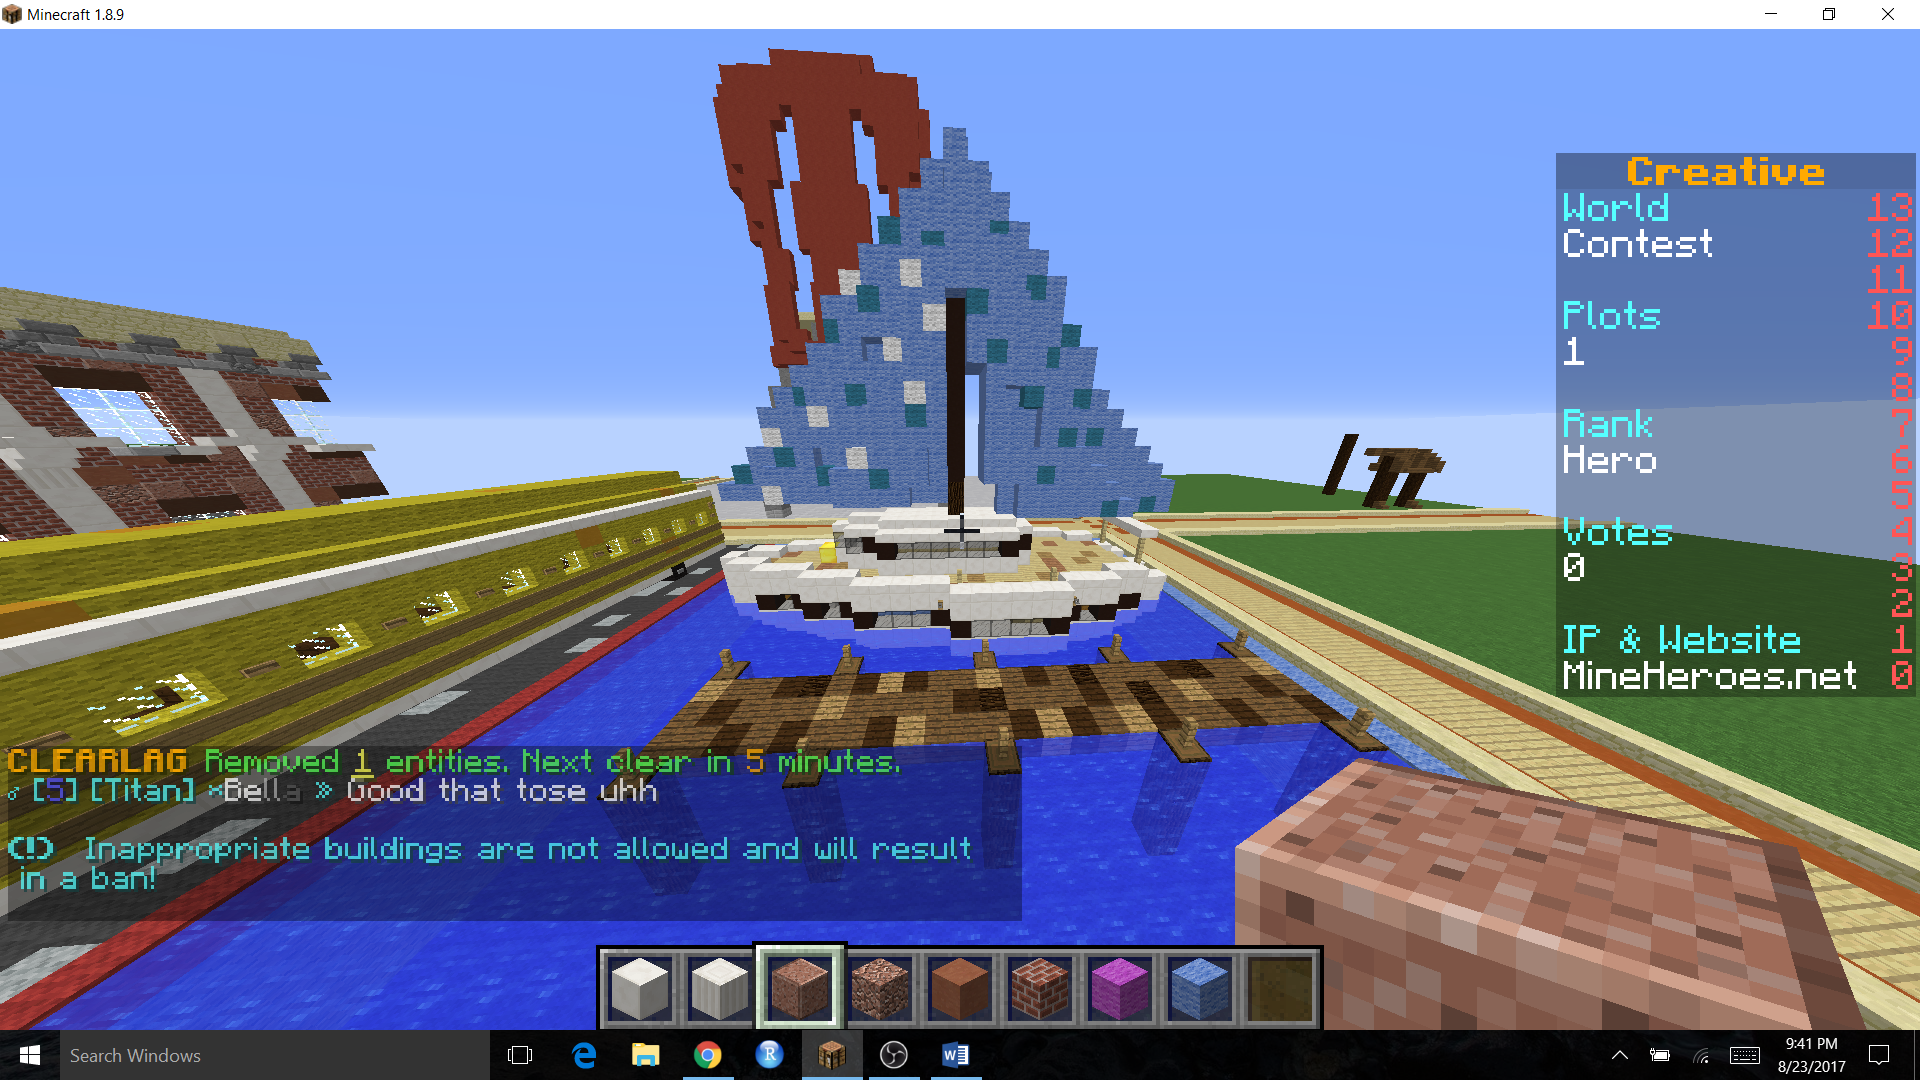 Minecraft 1.8.9
Creative
World 13
Contest 12
11
Plots 10
1 9
8
Rank 7
Hero 6
5
Votes 4
0 3
2
IP & Website 1
MineHeroes.net 0
CLEARLAG Removed 1 entities. Next clear in 5 minutes.
♂ [5] [Titan] ×Bella » Good that tose uhh
(!) Inappropriate buildings are not allowed and will result
in a ban!
Search Windows
9:41 PM
8/23/2017